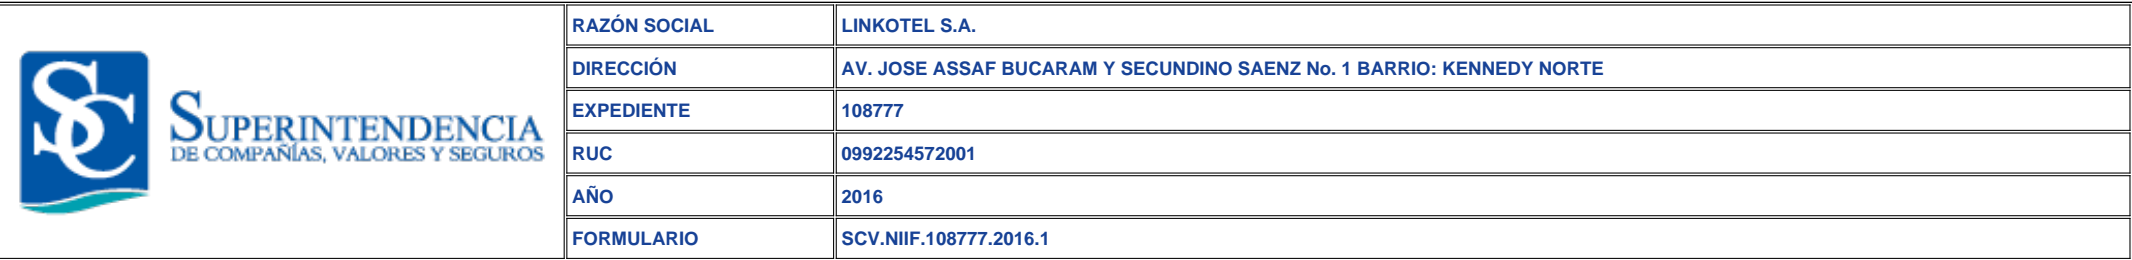 SC
SUPERINTENDENCIA
DE COMPAÑÍAS, VALORES Y SEGUROS
RAZÓN SOCIAL LINKOTEL S.A.
DIRECCIÓN AV. JOSE ASSAF BUCARAM Y SECUNDINO SAENZ No. 1 BARRIO: KENNEDY NORTE
EXPEDIENTE 108777
RUC 0992254572001
AÑO 2016
FORMULARIO SCV.NIIF.108777.2016.1